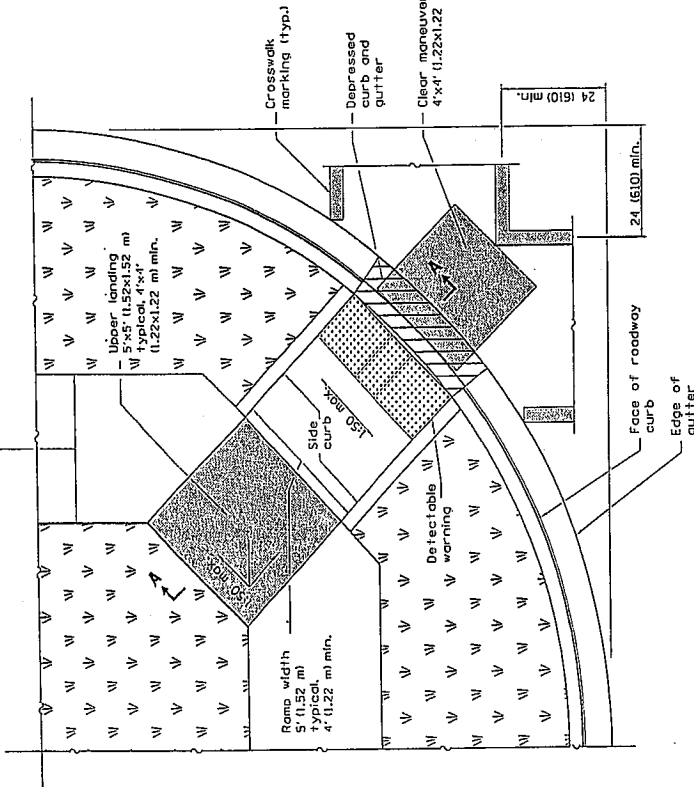 Crosswalk
marking (typ.)
Depressed
curb and
gutter
Clear maneuver
4'x4' (1.22x1.22
24 (610) min.
24 (610) min.
Upper landing
5'x5' (1.52x1.52 m)
typical, 4'x4'
(1.22x1.22 m) min.
A
Side
curb
1:50 max.
A
50 max.
Ramp width
5' (1.52 m)
typical,
4' (1.22 m) min.
Detectable
warning
Face of roadway
curb
Edge of
gutter